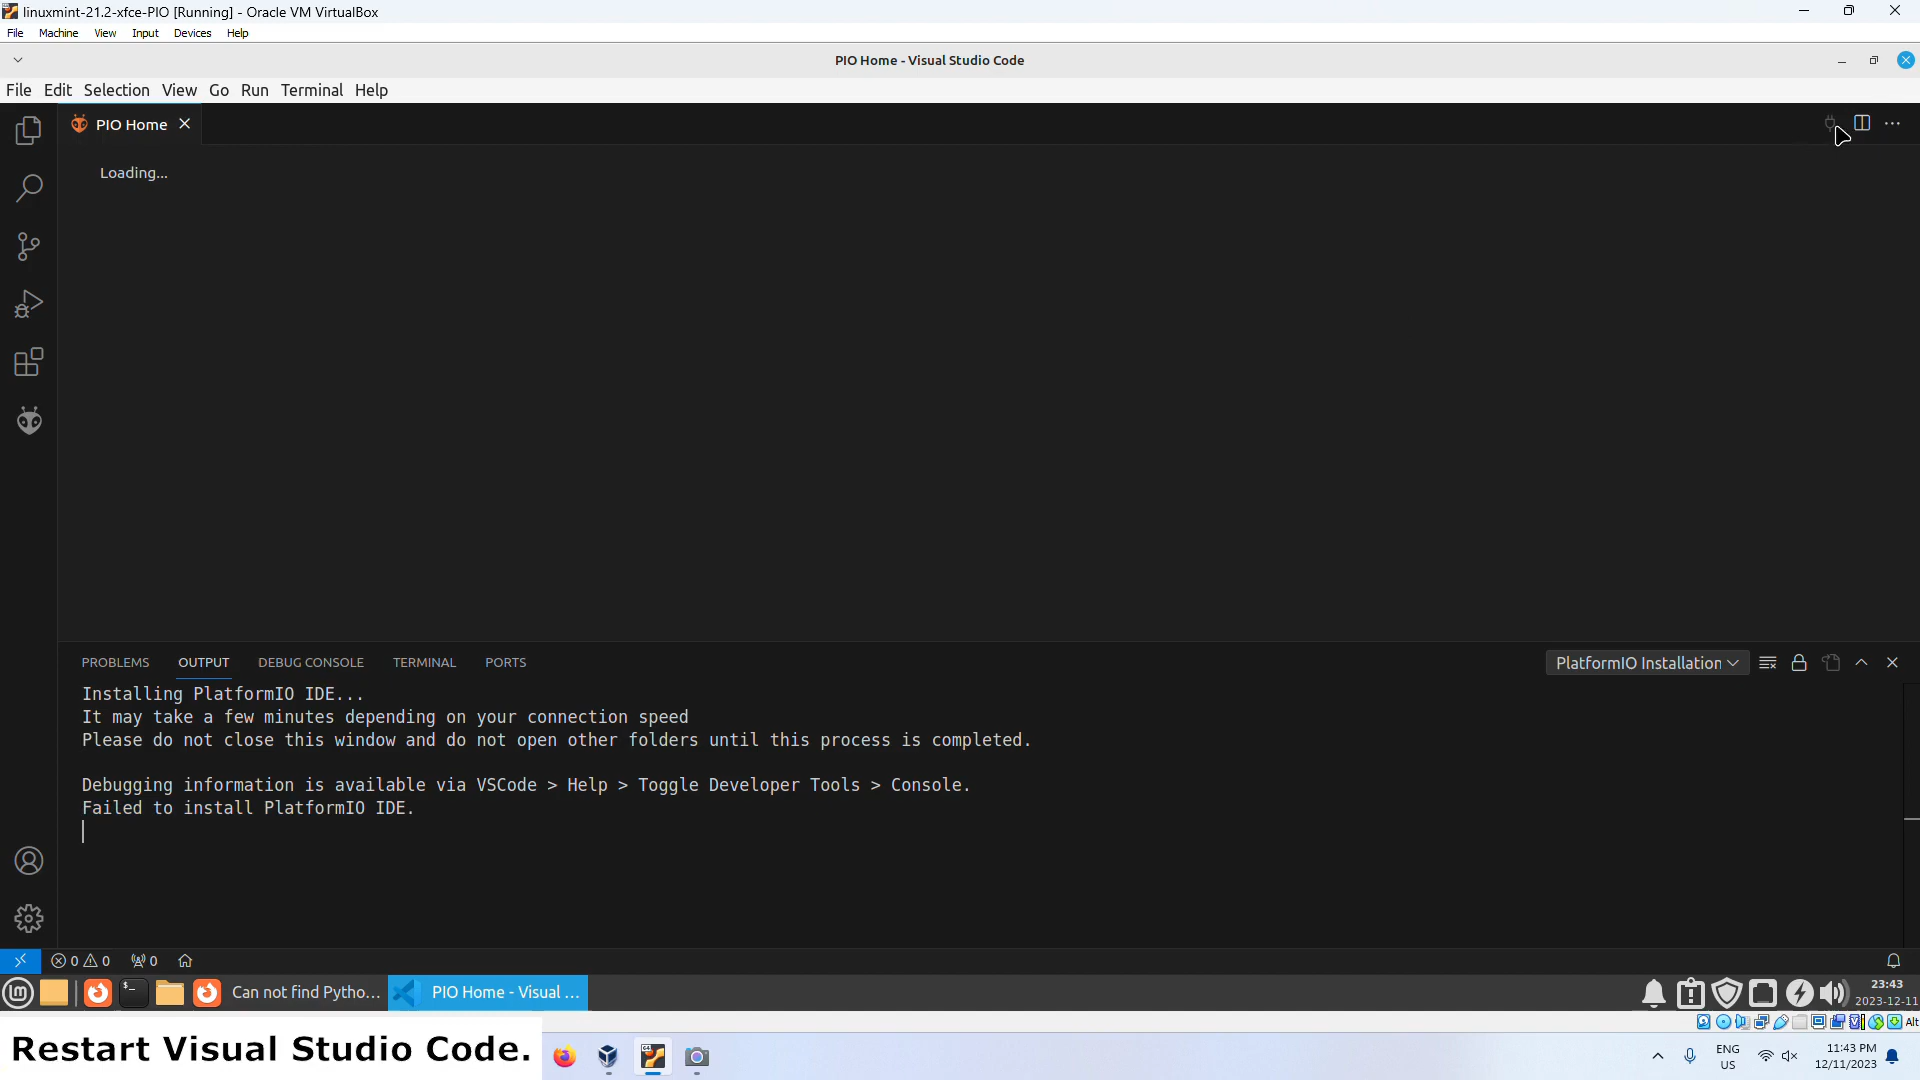 linuxmint-21.2-xfce-PIO [Running] - Oracle VM VirtualBox
File Machine View Input Devices Help
PIO Home - Visual Studio Code
File Edit Selection View Go Run Terminal Help
PIO Home
Loading...
PROBLEMS OUTPUT DEBUG CONSOLE TERMINAL PORTS PlatformIO Installation
Installing PlatformIO IDE...
It may take a few minutes depending on your connection speed
Please do not close this window and do not open other folders until this process is completed.
Debugging information is available via VSCode > Help > Toggle Developer Tools > Console.
Failed to install PlatformIO IDE.
0 0 0
Can not find Pytho... PIO Home - Visual ...
23:43
2023-12-11
Alt
Restart Visual Studio Code.
ENG
US
11:43 PM
12/11/2023